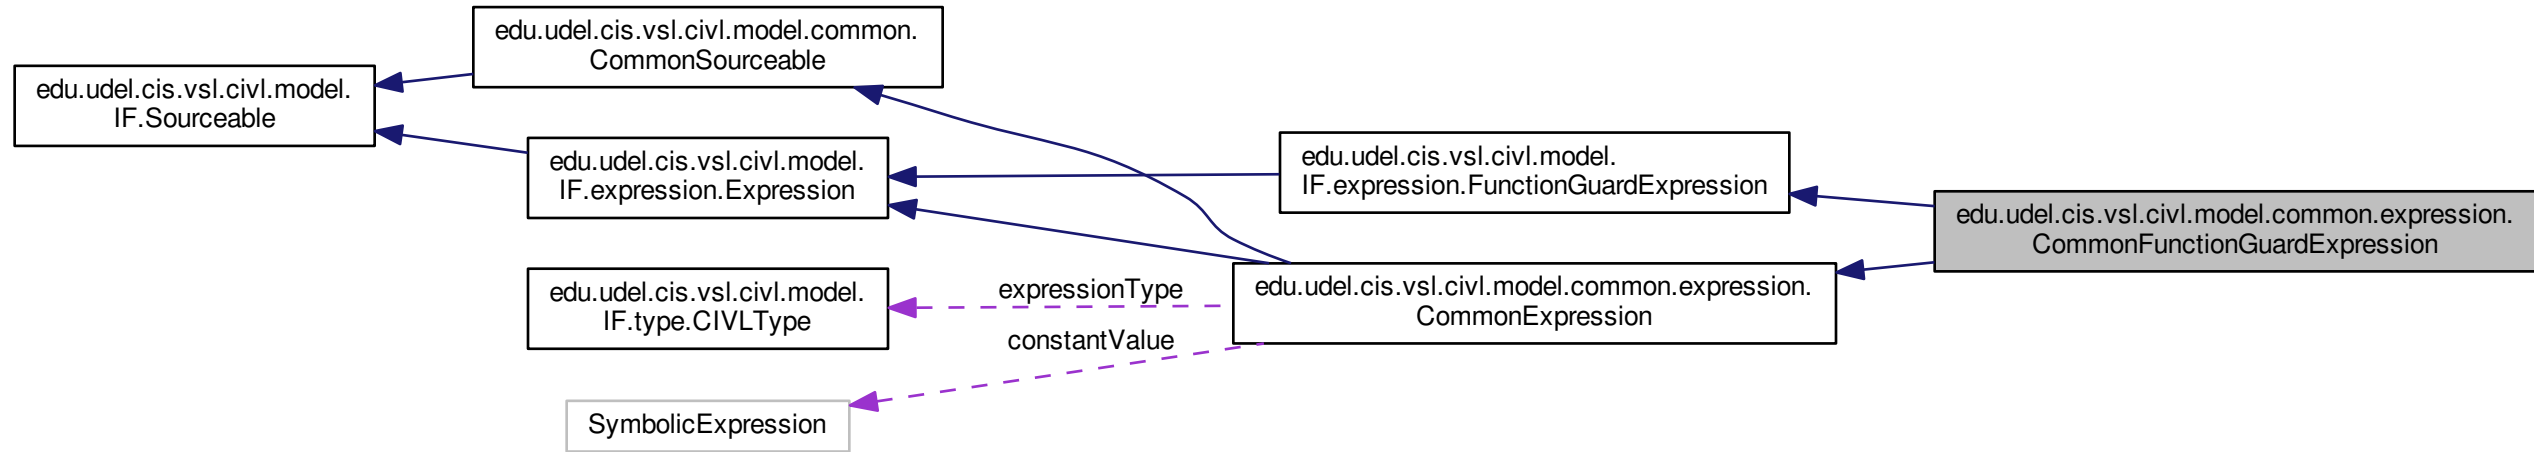 edu.udel.cis.vsl.civl.model.common.
CommonSourceable
edu.udel.cis.vsl.civl.model.
IF.Sourceable
edu.udel.cis.vsl.civl.model.
IF.expression.Expression
edu.udel.cis.vsl.civl.model.
IF.expression.FunctionGuardExpression
edu.udel.cis.vsl.civl.model.common.expression.
CommonFunctionGuardExpression
edu.udel.cis.vsl.civl.model.
IF.type.CIVLType
expressionType
edu.udel.cis.vsl.civl.model.common.expression.
CommonExpression
constantValue
SymbolicExpression